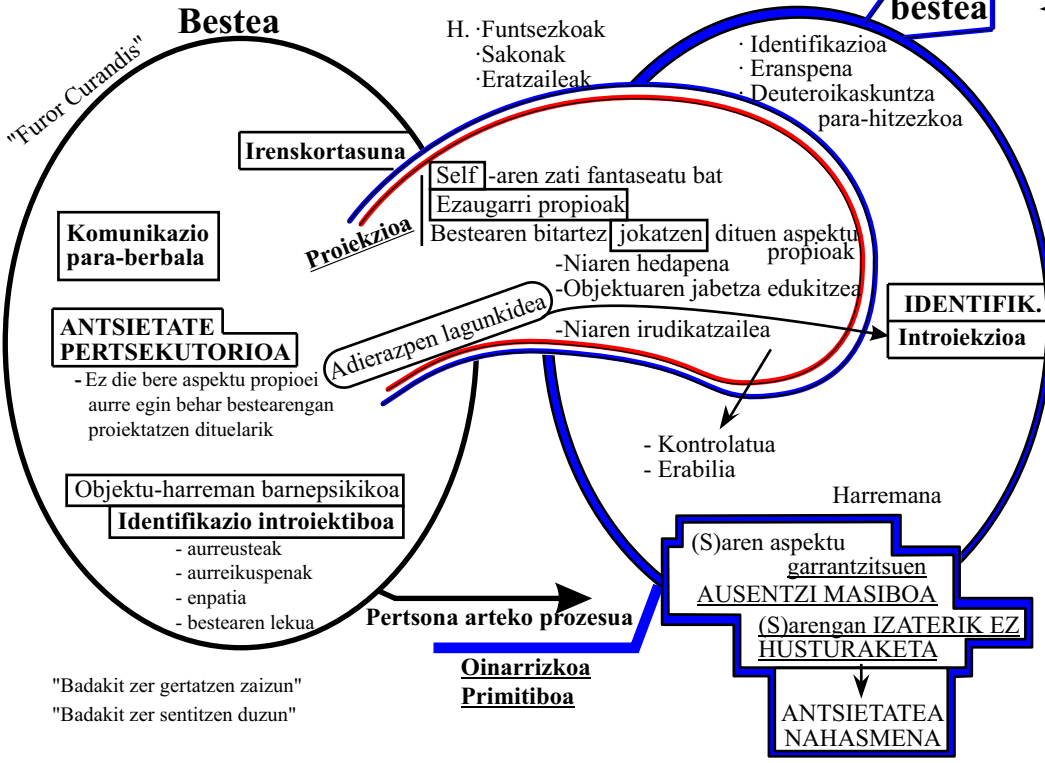 Bestea
"Furor Curandis"
Irenskortasuna
Komunikazio
para-berbala
ANTSIETATE
PERTSEKUTORIOA
- Ez die bere aspektu propioei
aurre egin behar bestearengan
proiektatzen dituelarik
Objektu-harreman barnepsikikoa
Identifikazio introiektiboa
- aurreusteak
- aurreikuspenak
- enpatia
- bestearen lekua
"Badakit zer gertatzen zaizun"
"Badakit zer sentitzen duzun"
H. ·Funtsezkoak
·Sakonak
·Eratzaileak
bestea
· Identifikazioa
· Eranspena
· Deuteroikaskuntza
para-hitzezkoa
Proiekzioa
Self -aren zati fantaseatu bat
Ezaugarri propioak
Bestearen bitartez jokatzen dituen aspektu
propioak
-Niaren hedapena
-Objektuaren jabetza edukitzea
-Niaren irudikatzailea
Adierazpen lagunkidea
IDENTIFIK.
Introiekzioa
- Kontrolatua
- Erabilia
Pertsona arteko prozesua
Oinarrizkoa
Primitiboa
Harremana
(S)aren aspektu
garrantzitsuen
AUSENTZI MASIBOA
(S)arengan IZATERIK EZ
HUSTURAKETA
ANTSIETATEA
NAHASMENA